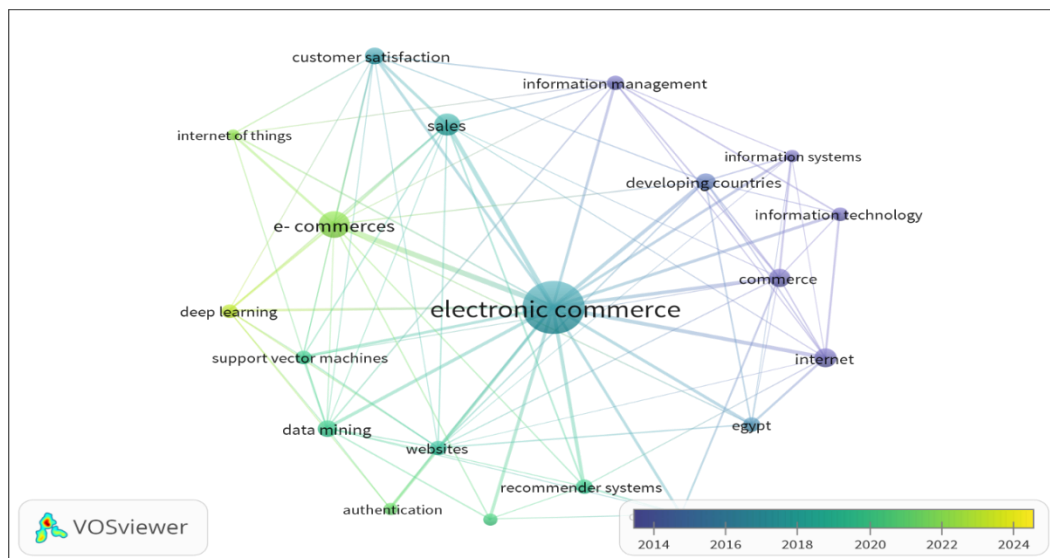 customer satisfaction
information management
sales
internet of things
information systems
developing countries
information technology
e- commerces
commerce
electronic commerce
deep learning
support vector machines
internet
data mining
egypt
websites
recommender systems
authentication
VOSviewer
2014 2016 2018 2020 2022 2024